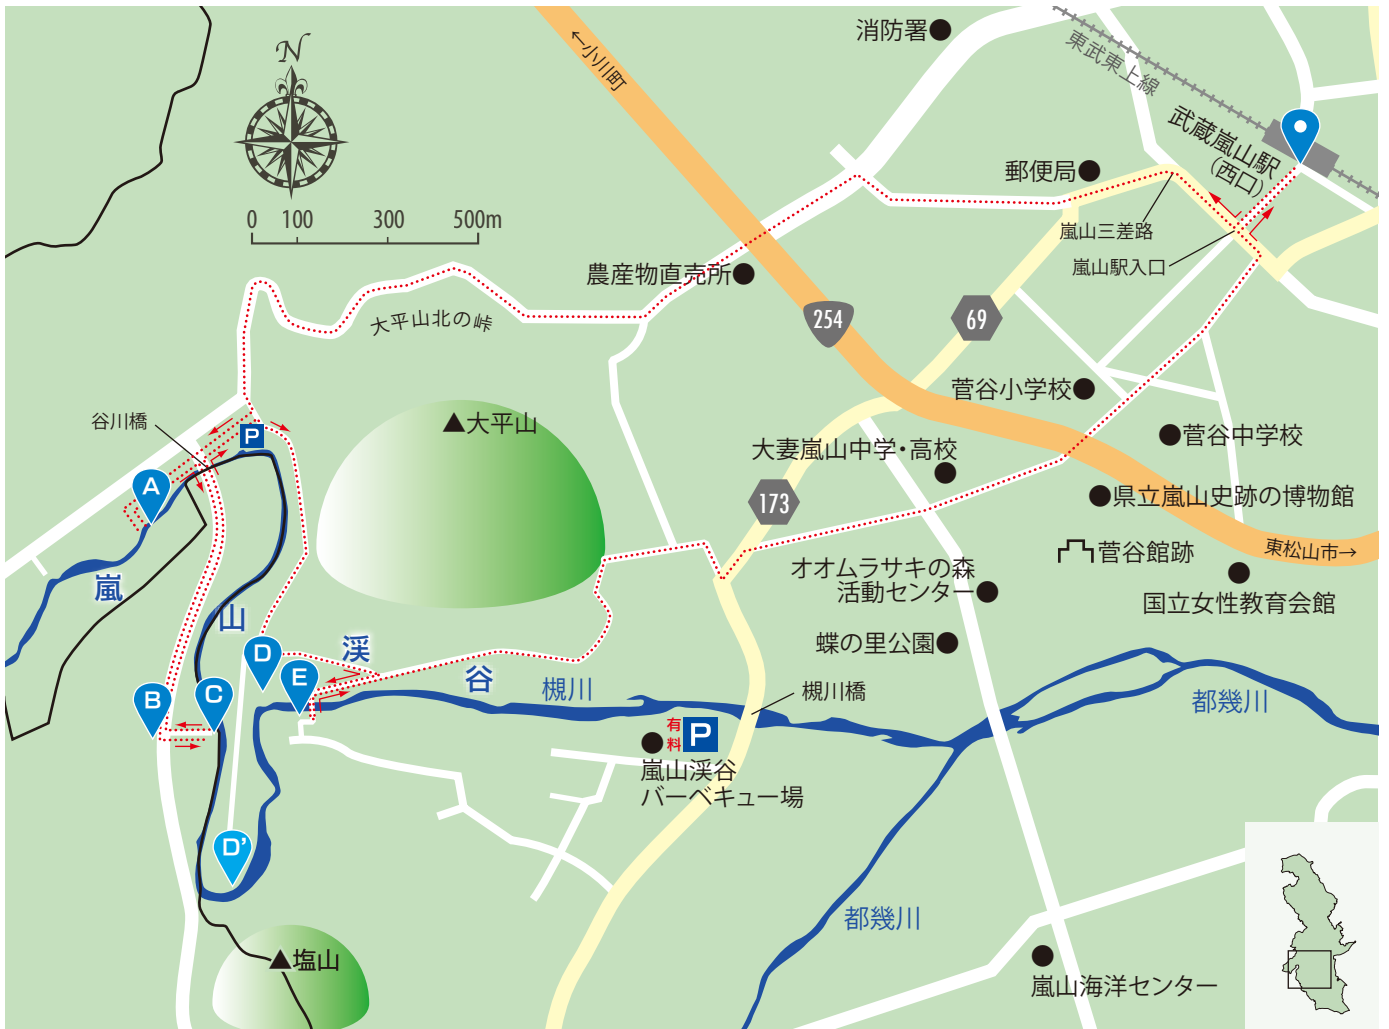 消防署
東武東上線
←小川町
N
武蔵嵐山駅
(西口)
郵便局
0 100 300 500m
嵐山三差路
嵐山駅入口
農産物直売所
大平山北の峠
254
69
菅谷小学校
谷川橋
P
▲大平山
菅谷中学校
大妻嵐山中学・高校
A
173
県立嵐山史跡の博物館
東松山市→
菅谷館跡
オオムラサキの森
活動センター
国立女性教育会館
嵐
山
渓
谷
蝶の里公園
D
E
B
C
槻川
槻川橋
都幾川
有料
P
嵐山渓谷
バーベキュー場
D'
都幾川
▲塩山
嵐山海洋センター